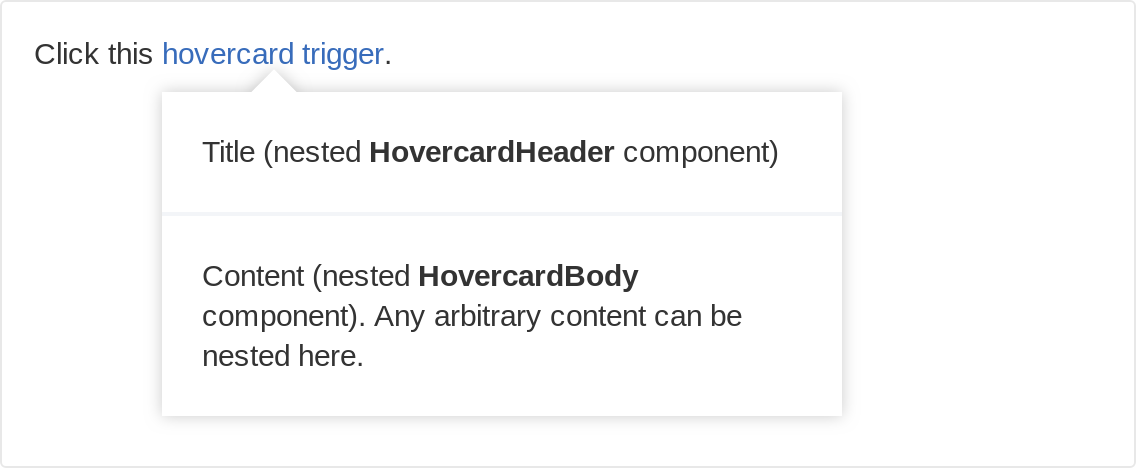 Click this hovercard trigger.
Title (nested HovercardHeader component)
Content (nested HovercardBody
component). Any arbitrary content can be
nested here.